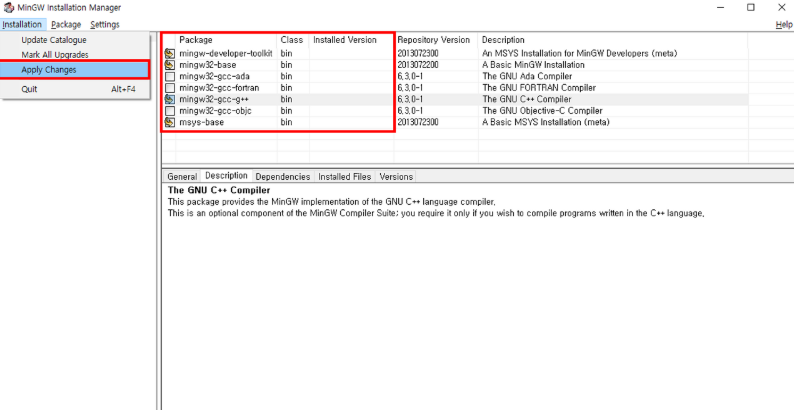 MinGW Installation Manager
Installation Package Settings Help
Update Catalogue
Mark All Upgrades
Apply Changes
Quit Alt+F4
Package Class Installed Version Repository Version Description
mingw-developer-toolkit bin 2013072300 An MSYS Installation for MinGW Developers (meta)
mingw32-base bin 2013072200 A Basic MinGW Installation
mingw32-gcc-ada bin 6.3.0-1 The GNU Ada Compiler
mingw32-gcc-fortran bin 6.3.0-1 The GNU FORTRAN Compiler
mingw32-gcc-g++ bin 6.3.0-1 The GNU C++ Compiler
mingw32-gcc-objc bin 6.3.0-1 The GNU Objective-C Compiler
msys-base bin 2013072300 A Basic MSYS Installation (meta)
General Description Dependencies Installed Files Versions
The GNU C++ Compiler
This package provides the MinGW implementation of the GNU C++ language compiler.
This is an optional component of the MinGW Compiler Suite; you require it only if you wish to compile programs written in the C++ language.